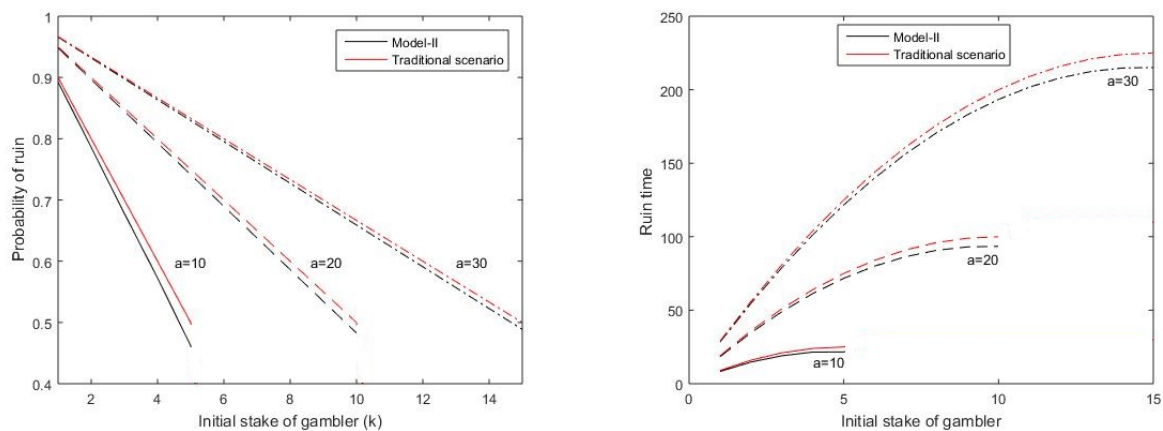 1
0.9
0.8
0.7
0.6
0.5
0.4
Probability of ruin
Model-II
Traditional scenario
a=10
a=20
a=30
2
4
6
8
10
12
14
Initial stake of gambler (k)
300
250
200
150
100
50
0
Ruin time
Model-II
Traditional scenario
a=30
a=20
a=10
0
5
10
15
Initial stake of gambler